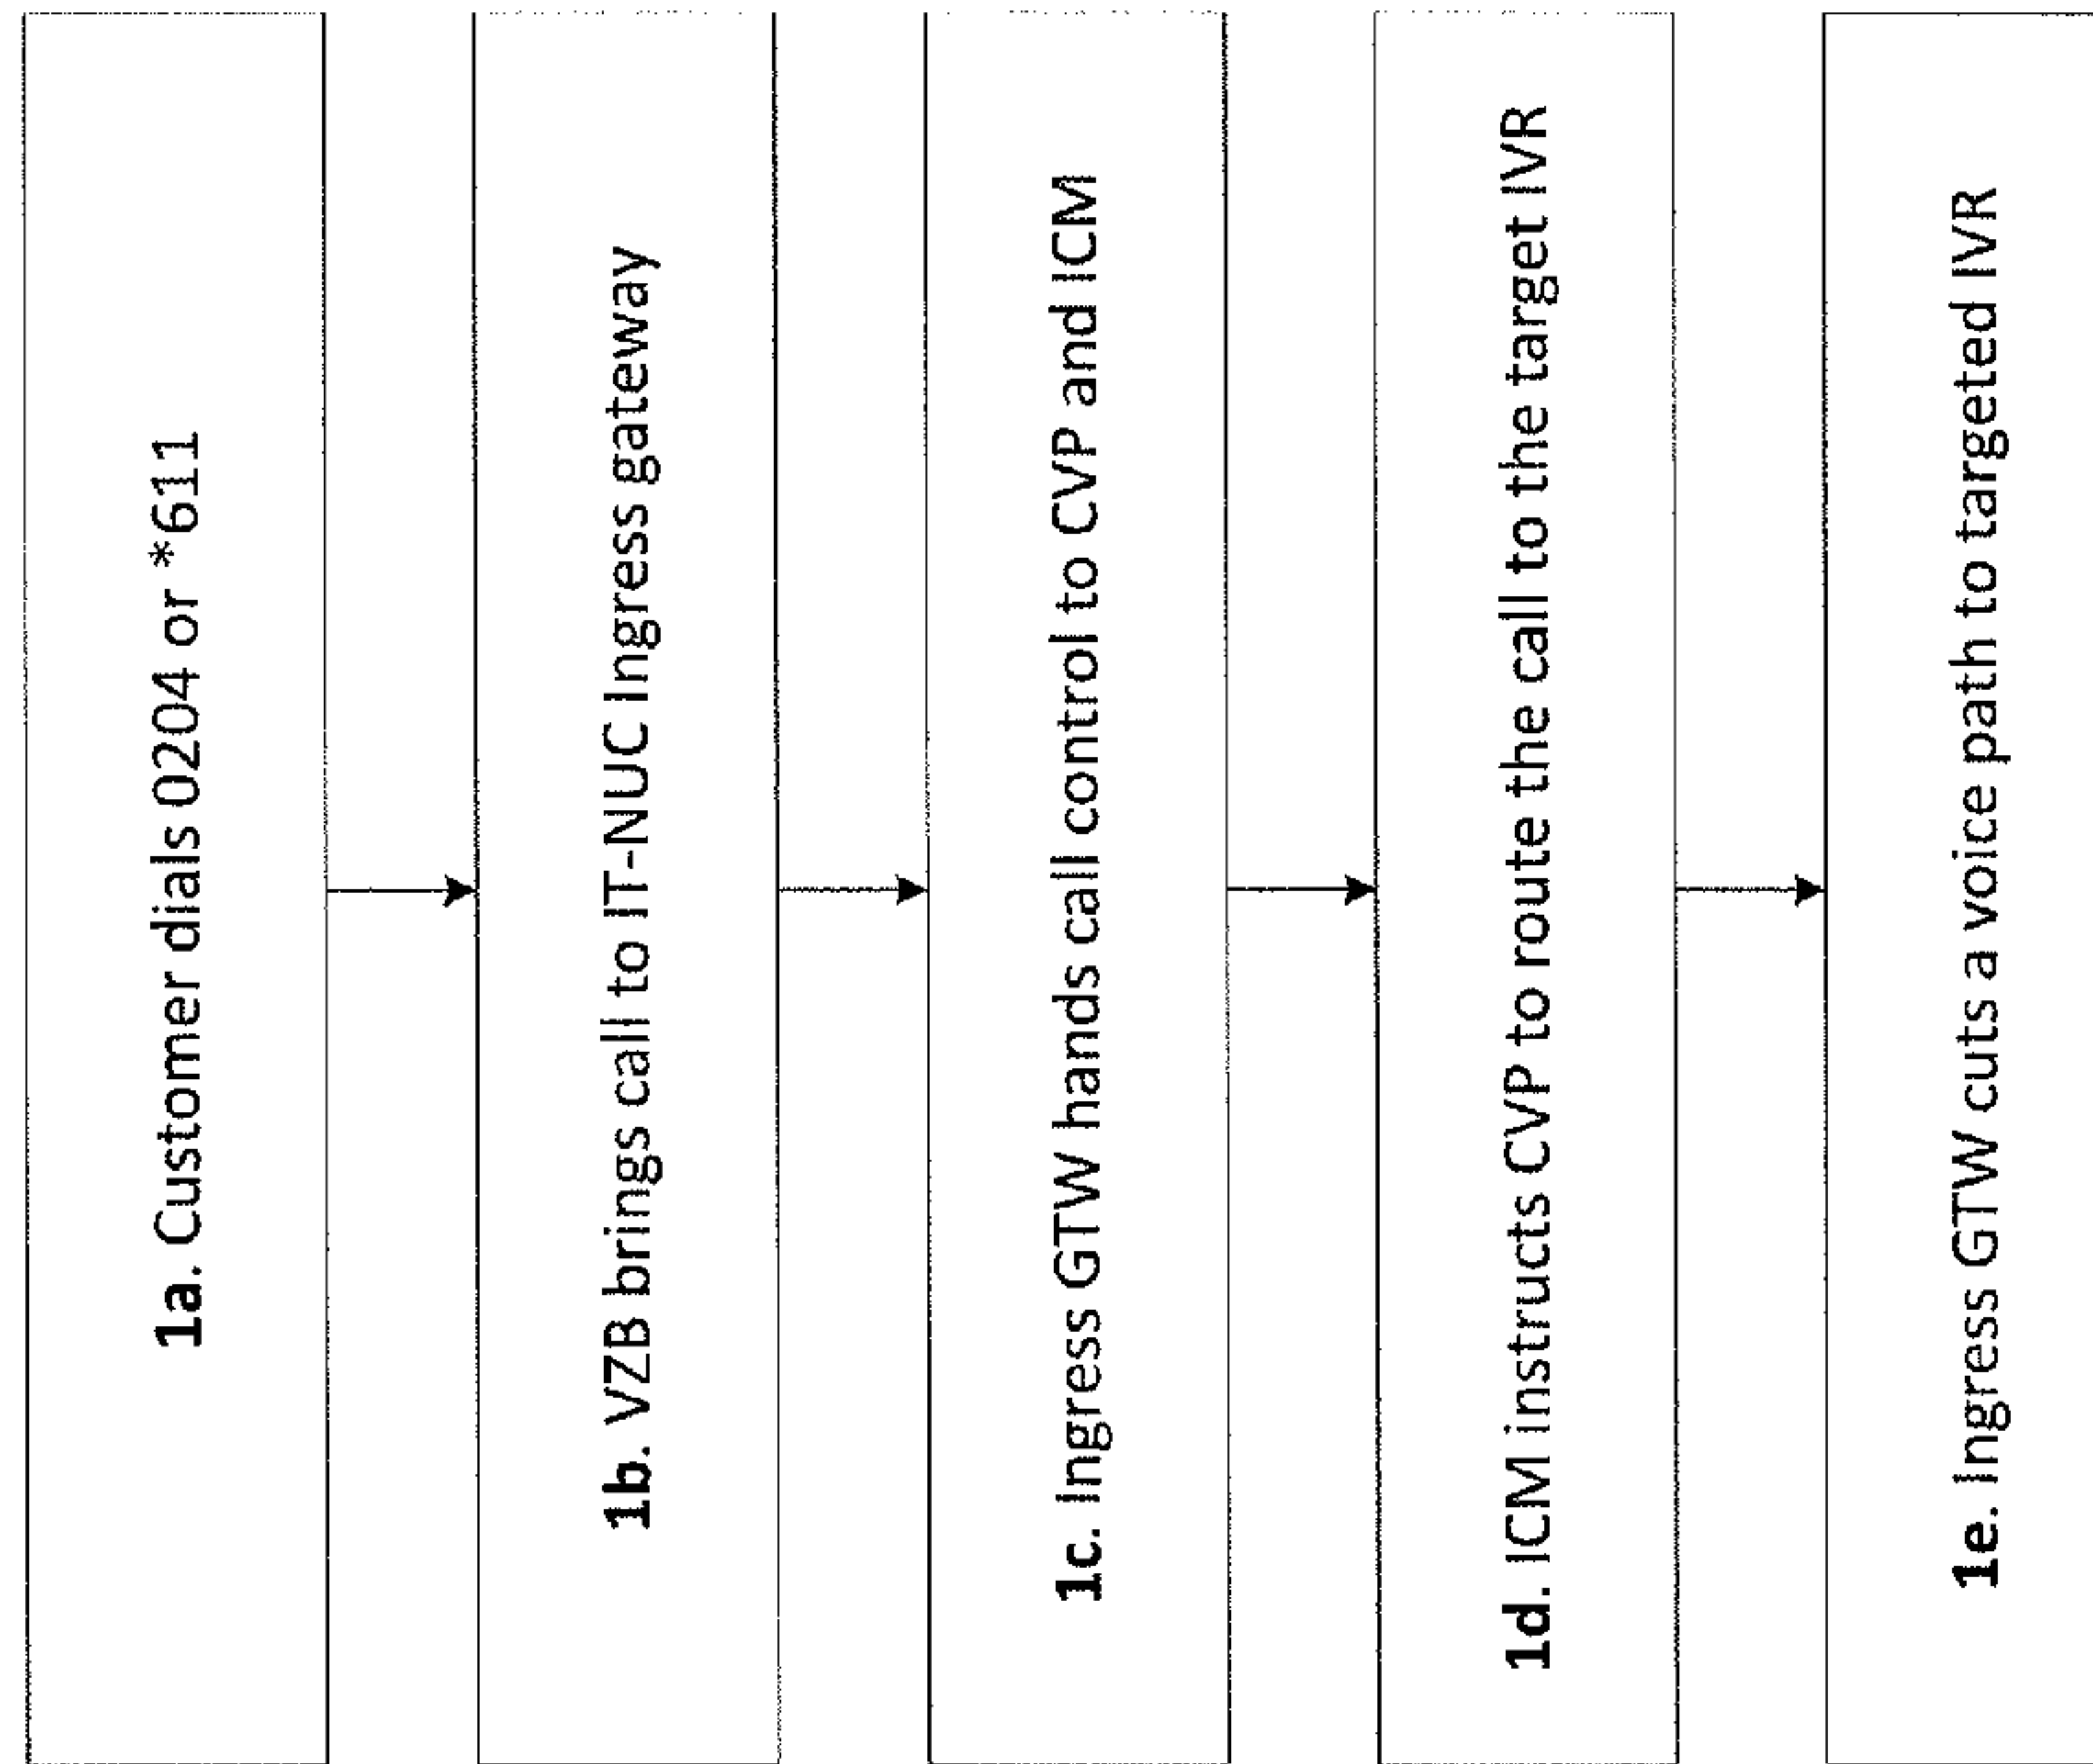 1a. Customer dials 0204 or *611
1b. VZB brings call to IT-NUC Ingress gateway
1c. Ingress GTW hands call control to CVP and ICM
1d. ICM instructs CVP to route the call to the target IVR
1e. Ingress GTW cuts a voice path to targeted IVR